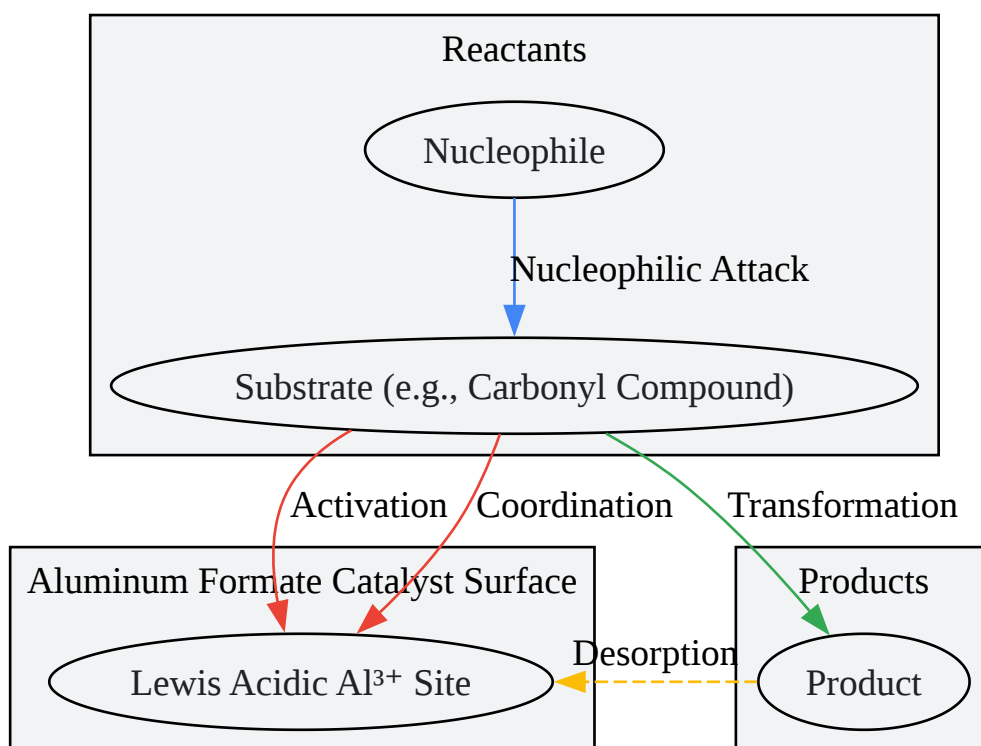 Reactants
Nucleophile
Nucleophilic Attack
Substrate (e.g., Carbonyl Compound)
Activation
Coordination
Transformation
Aluminum Formate Catalyst Surface
Products
Desorption
Lewis Acidic Al³⁺ Site
Product